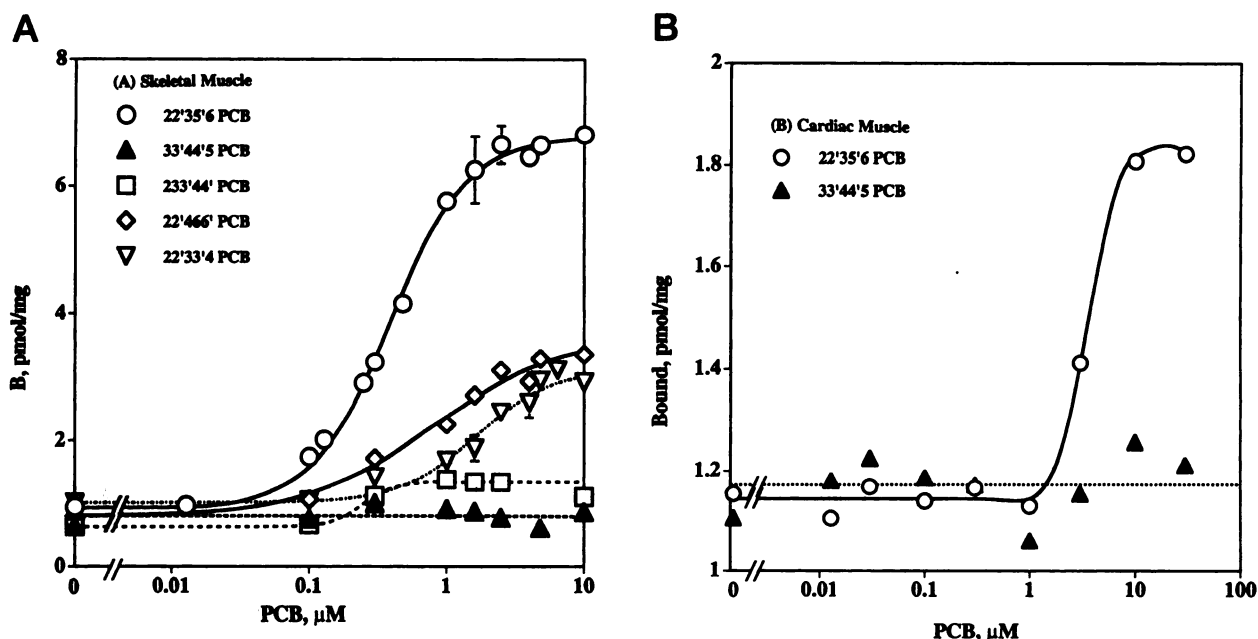 A
B
8
6
4
2
0
B, pmol/mg
(A) Skeletal Muscle
22'35'6 PCB
33'44'5 PCB
233'44' PCB
22'466' PCB
22'33'4 PCB
0
0.01
0.1
1
10
PCB, μM
2
1.8
1.6
1.4
1.2
1
Bound, pmol/mg
(B) Cardiac Muscle
22'35'6 PCB
33'44'5 PCB
0
0.01
0.1
1
10
100
PCB, μM